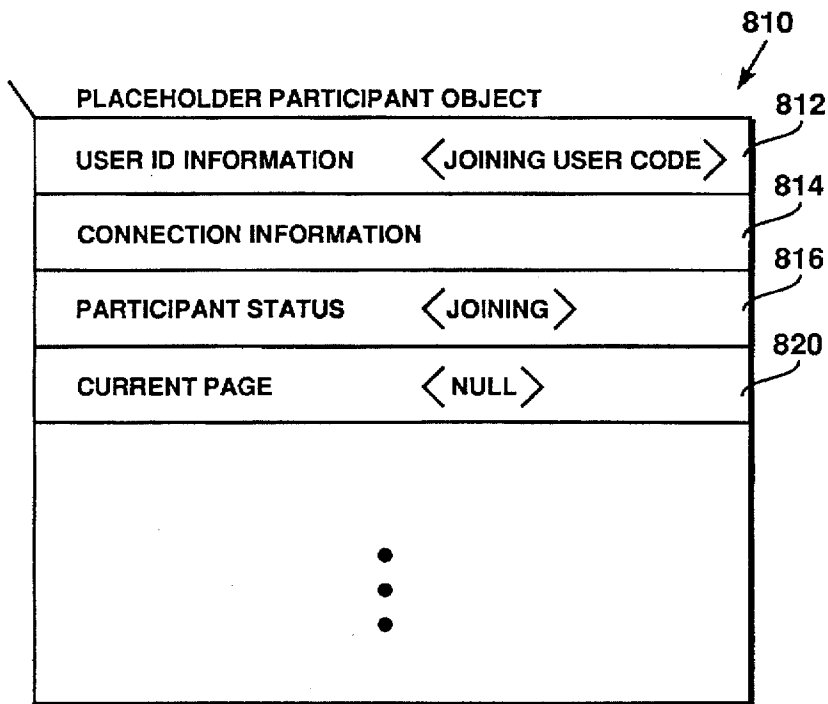 810
PLACEHOLDER PARTICIPANT OBJECT
812
USER ID INFORMATION <JOINING USER CODE>
814
CONNECTION INFORMATION
816
PARTICIPANT STATUS <JOINING>
820
CURRENT PAGE <NULL>